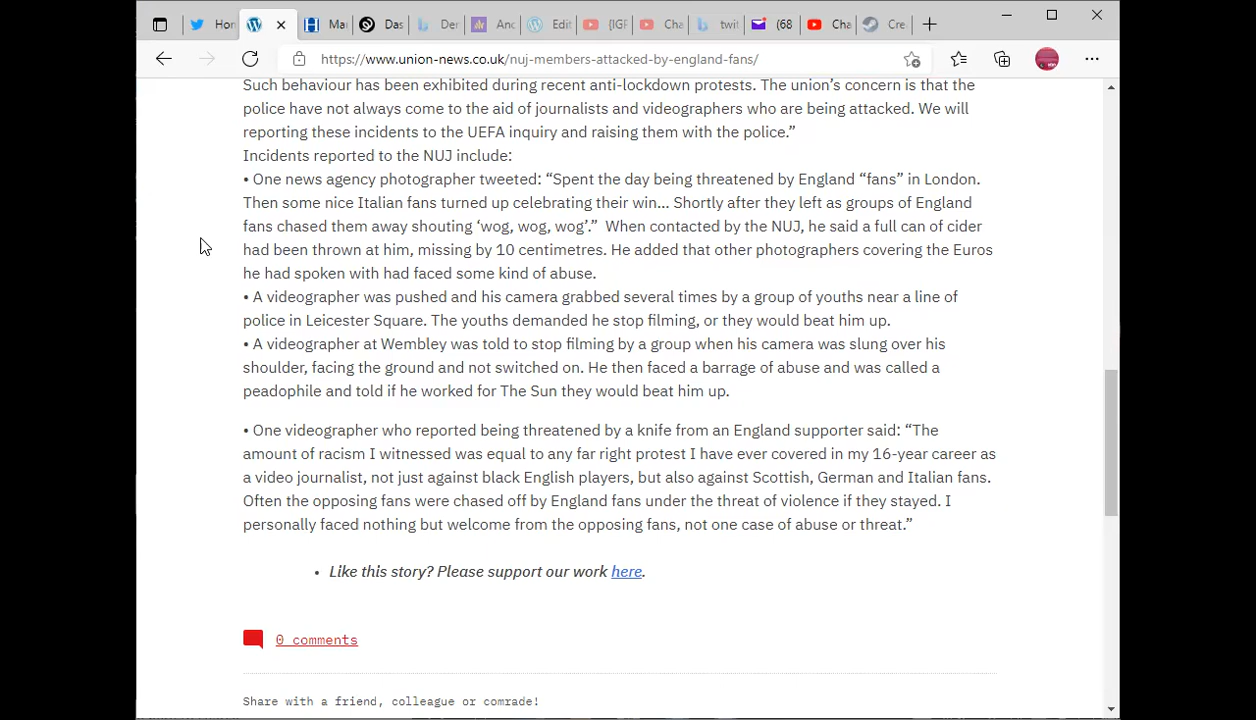 Hor
Mar
Das
Der
Anc
Edit
[IGF
Cha
twit
(68
Cha
Cre
https://www.union-news.co.uk/nuj-members-attacked-by-england-fans/
Such behaviour has been exhibited during recent anti-lockdown protests. The union’s concern is that the
police have not always come to the aid of journalists and videographers who are being attacked. We will
reporting these incidents to the UEFA inquiry and raising them with the police.”
Incidents reported to the NUJ include:
• One news agency photographer tweeted: “Spent the day being threatened by England “fans” in London.
Then some nice Italian fans turned up celebrating their win... Shortly after they left as groups of England
fans chased them away shouting ‘wog, wog, wog’.”  When contacted by the NUJ, he said a full can of cider
had been thrown at him, missing by 10 centimetres. He added that other photographers covering the Euros
he had spoken with had faced some kind of abuse.
• A videographer was pushed and his camera grabbed several times by a group of youths near a line of
police in Leicester Square. The youths demanded he stop filming, or they would beat him up.
• A videographer at Wembley was told to stop filming by a group when his camera was slung over his
shoulder, facing the ground and not switched on. He then faced a barrage of abuse and was called a
peadophile and told if he worked for The Sun they would beat him up.
• One videographer who reported being threatened by a knife from an England supporter said: “The
amount of racism I witnessed was equal to any far right protest I have ever covered in my 16-year career as
a video journalist, not just against black English players, but also against Scottish, German and Italian fans.
Often the opposing fans were chased off by England fans under the threat of violence if they stayed. I
personally faced nothing but welcome from the opposing fans, not one case of abuse or threat.”
• Like this story? Please support our work here.
0 comments
Share with a friend, colleague or comrade!